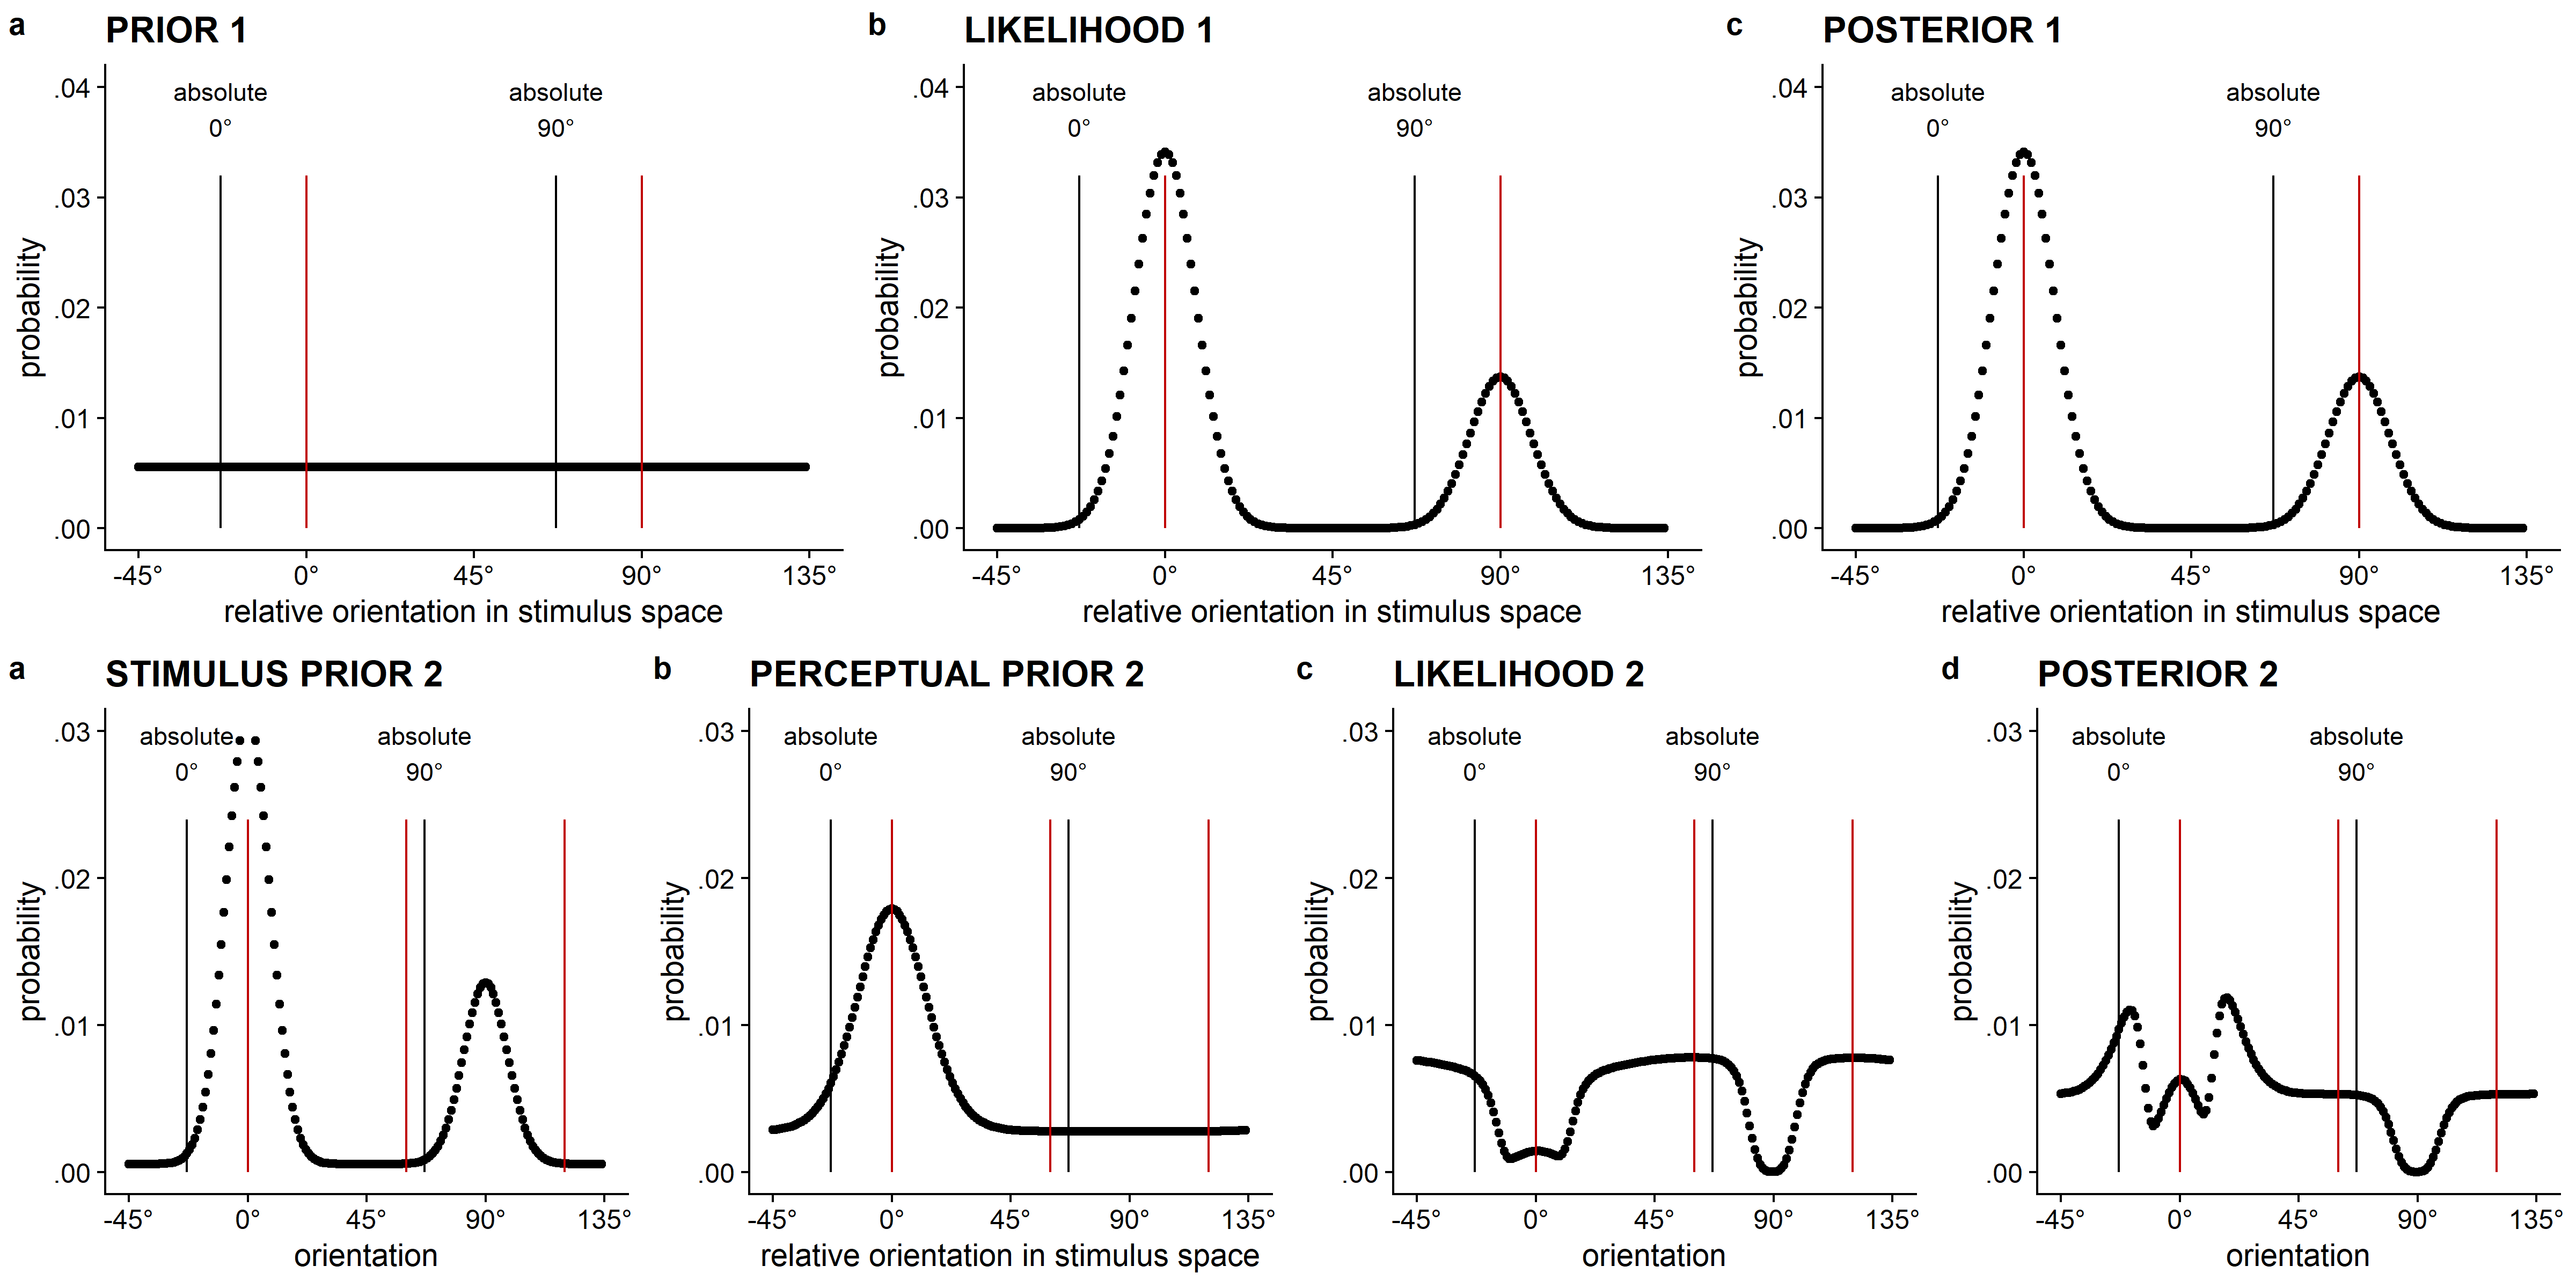 a PRIOR 1
.04
.03
.02
.01
.00
absolute absolute
0° 90°
probability
-45° 0° 45° 90° 135°
relative orientation in stimulus space
b LIKELIHOOD 1
.04
.03
.02
.01
.00
absolute absolute
0° 90°
probability
-45° 0° 45° 90° 135°
relative orientation in stimulus space
c POSTERIOR 1
.04
.03
.02
.01
.00
absolute absolute
0° 90°
probability
-45° 0° 45° 90° 135°
relative orientation in stimulus space
a STIMULUS PRIOR 2
.03
.02
.01
.00
absolute absolute
0° 90°
probability
-45° 0° 45° 90° 135°
orientation
b PERCEPTUAL PRIOR 2
.03
.02
.01
.00
absolute absolute
0° 90°
probability
-45° 0° 45° 90° 135°
relative orientation in stimulus space
c LIKELIHOOD 2
.03
.02
.01
.00
absolute absolute
0° 90°
probability
-45° 0° 45° 90° 135°
orientation
d POSTERIOR 2
.03
.02
.01
.00
absolute absolute
0° 90°
probability
-45° 0° 45° 90° 135°
orientation